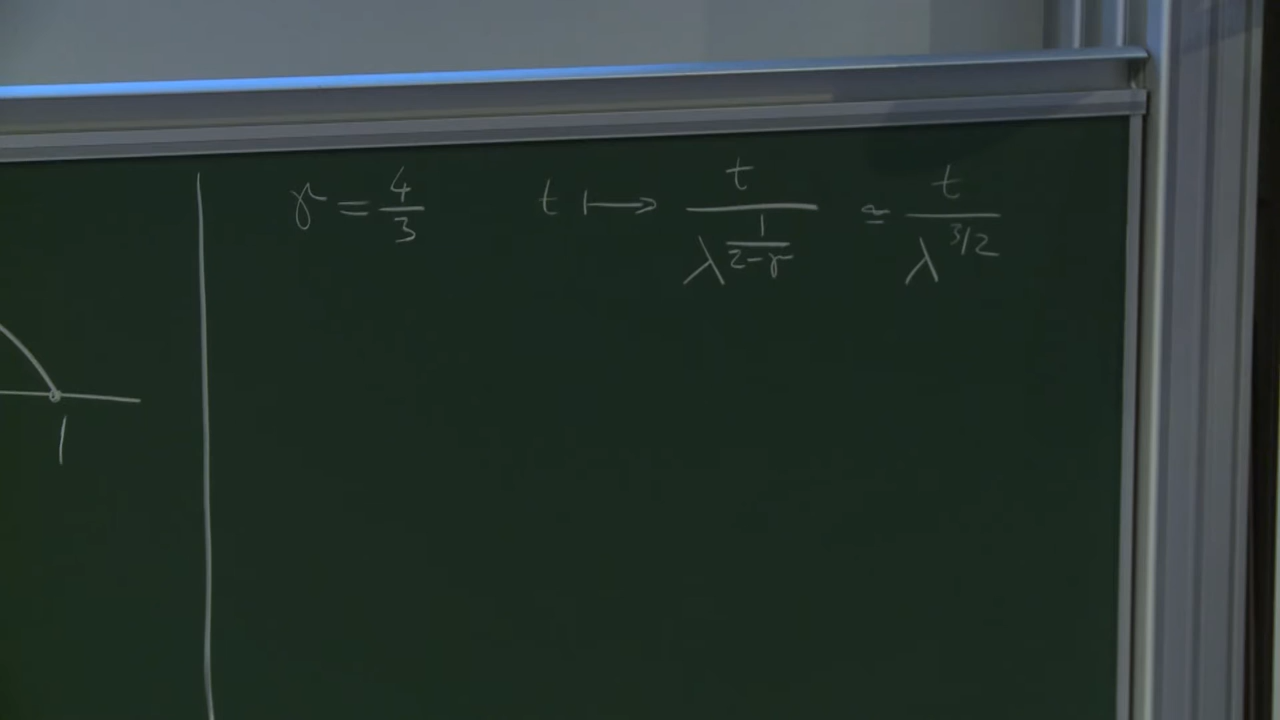 γ = 4/3 t ⟼ t / λ^(1/(2-γ)) ≃ t / λ^(3/2)
1